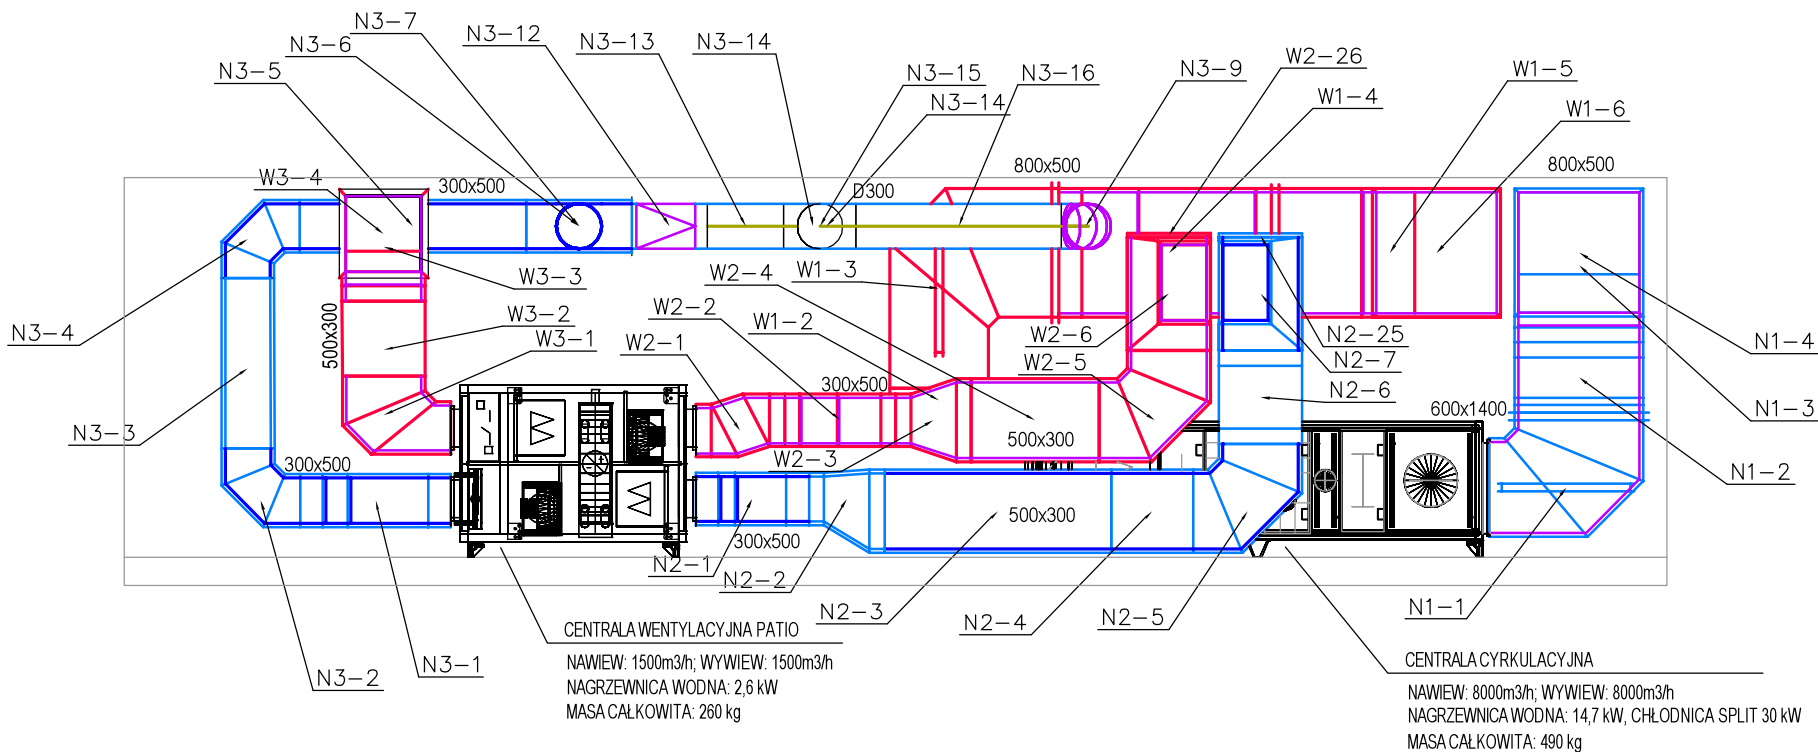 N3-7
N3-6
N3-5
N3-12
N3-13
N3-14
N3-15
N3-14
N3-16
N3-9
W2-26
W1-4
W1-5
W1-6
W3-4
300x500
D300
800x500
800x500
W3-3
W2-4
W1-3
W2-2
W1-2
W3-2
500x300
W3-1
W2-1
W2-6
N2-25
N2-7
N2-6
W2-5
N3-4
N1-4
N1-3
N1-2
300x500
600x1400
500x300
W2-3
N3-3
300x500
500x300
300x500
N2-1
N2-2
N2-3
N2-4
N2-5
N1-1
N3-2
N3-1
CENTRALA WENTYLACYJNA PATIO
NAWIEW: 1500m3/h; WYWIEW: 1500m3/h
NAGRZEWNICA WODNA: 2,6 kW
MASA CAŁKOWITA: 260 kg
CENTRALA CYRKULACYJNA
NAWIEW: 8000m3/h; WYWIEW: 8000m3/h
NAGRZEWNICA WODNA: 14,7 kW, CHŁODNICA SPLIT 30 kW
MASA CAŁKOWITA: 490 kg